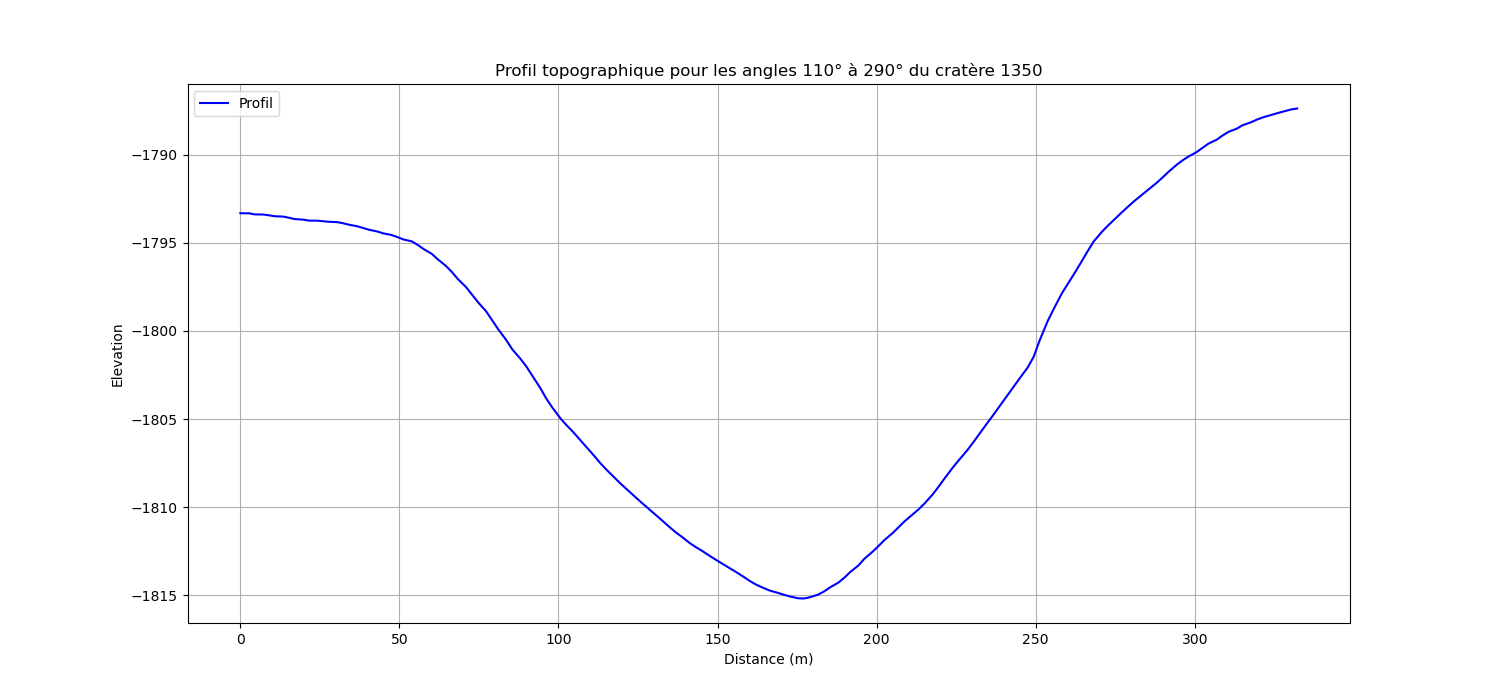 Profil topographique pour les angles 110° à 290° du cratère 1350
Profil
−1790
−1795
−1800
−1805
−1810
−1815
Elevation
0 50 100 150 200 250 300
Distance (m)